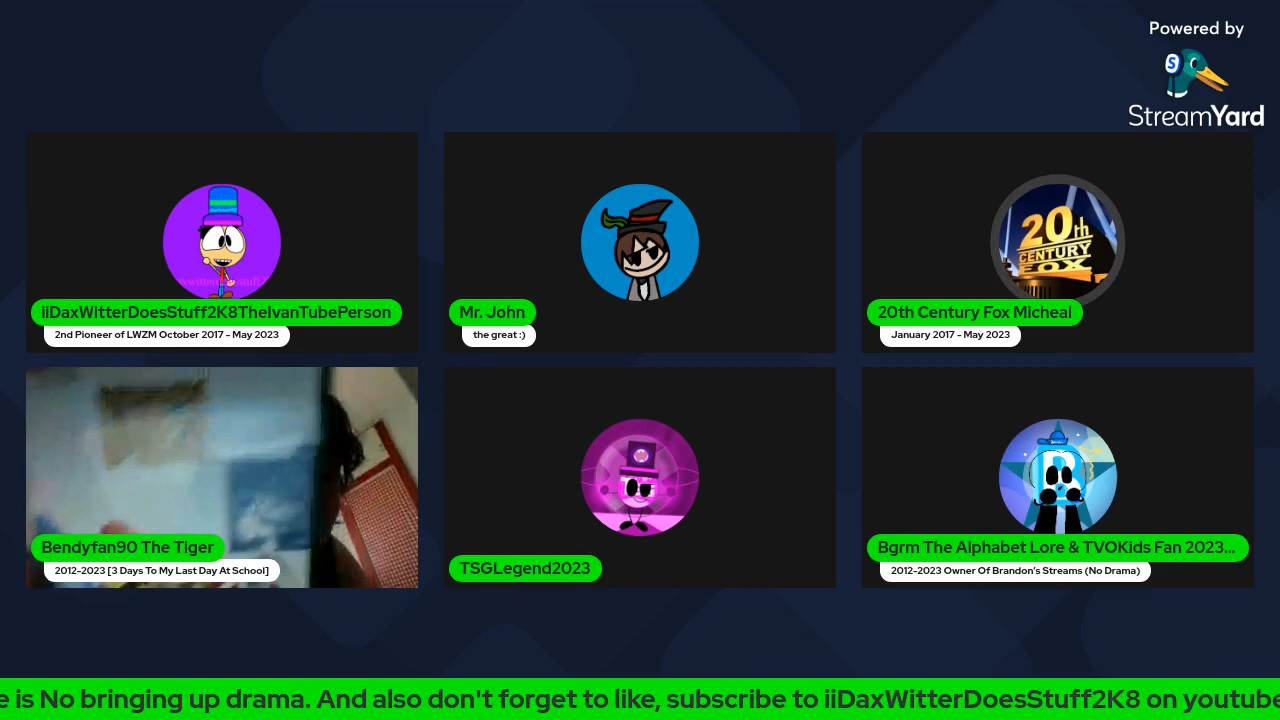 Powered by
StreamYard
20th
CENTURY
FOX
iiDaxWitterDoesStuff2K8TheIvanTubePerson
2nd Pioneer of LWZM October 2017 - May 2023
Mr. John
the great :)
20th Century Fox Micheal
January 2017 - May 2023
Bendyfan90 The Tiger
2012-2023 [3 Days To My Last Day At School]
TSGLegend2023
Bgrm The Alphabet Lore & TVOKids Fan 2023...
2012-2023 Owner Of Brandon's Streams (No Drama)
e is No bringing up drama. And also don't forget to like, subscribe to iiDaxWitterDoesStuff2K8 on youtube